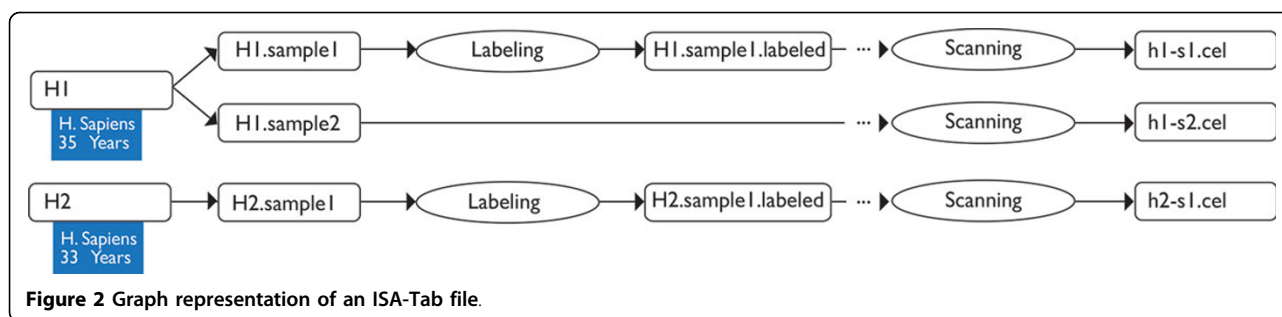 H1.sample1 Labeling H1.sample1.labeled ... Scanning h1-s1.cel
H1
H. Sapiens
35 Years
H1.sample2 ... Scanning h1-s2.cel
H2 H2.sample1 Labeling H2.sample1.labeled ... Scanning h2-s1.cel
H. Sapiens
33 Years
Figure 2 Graph representation of an ISA-Tab file.